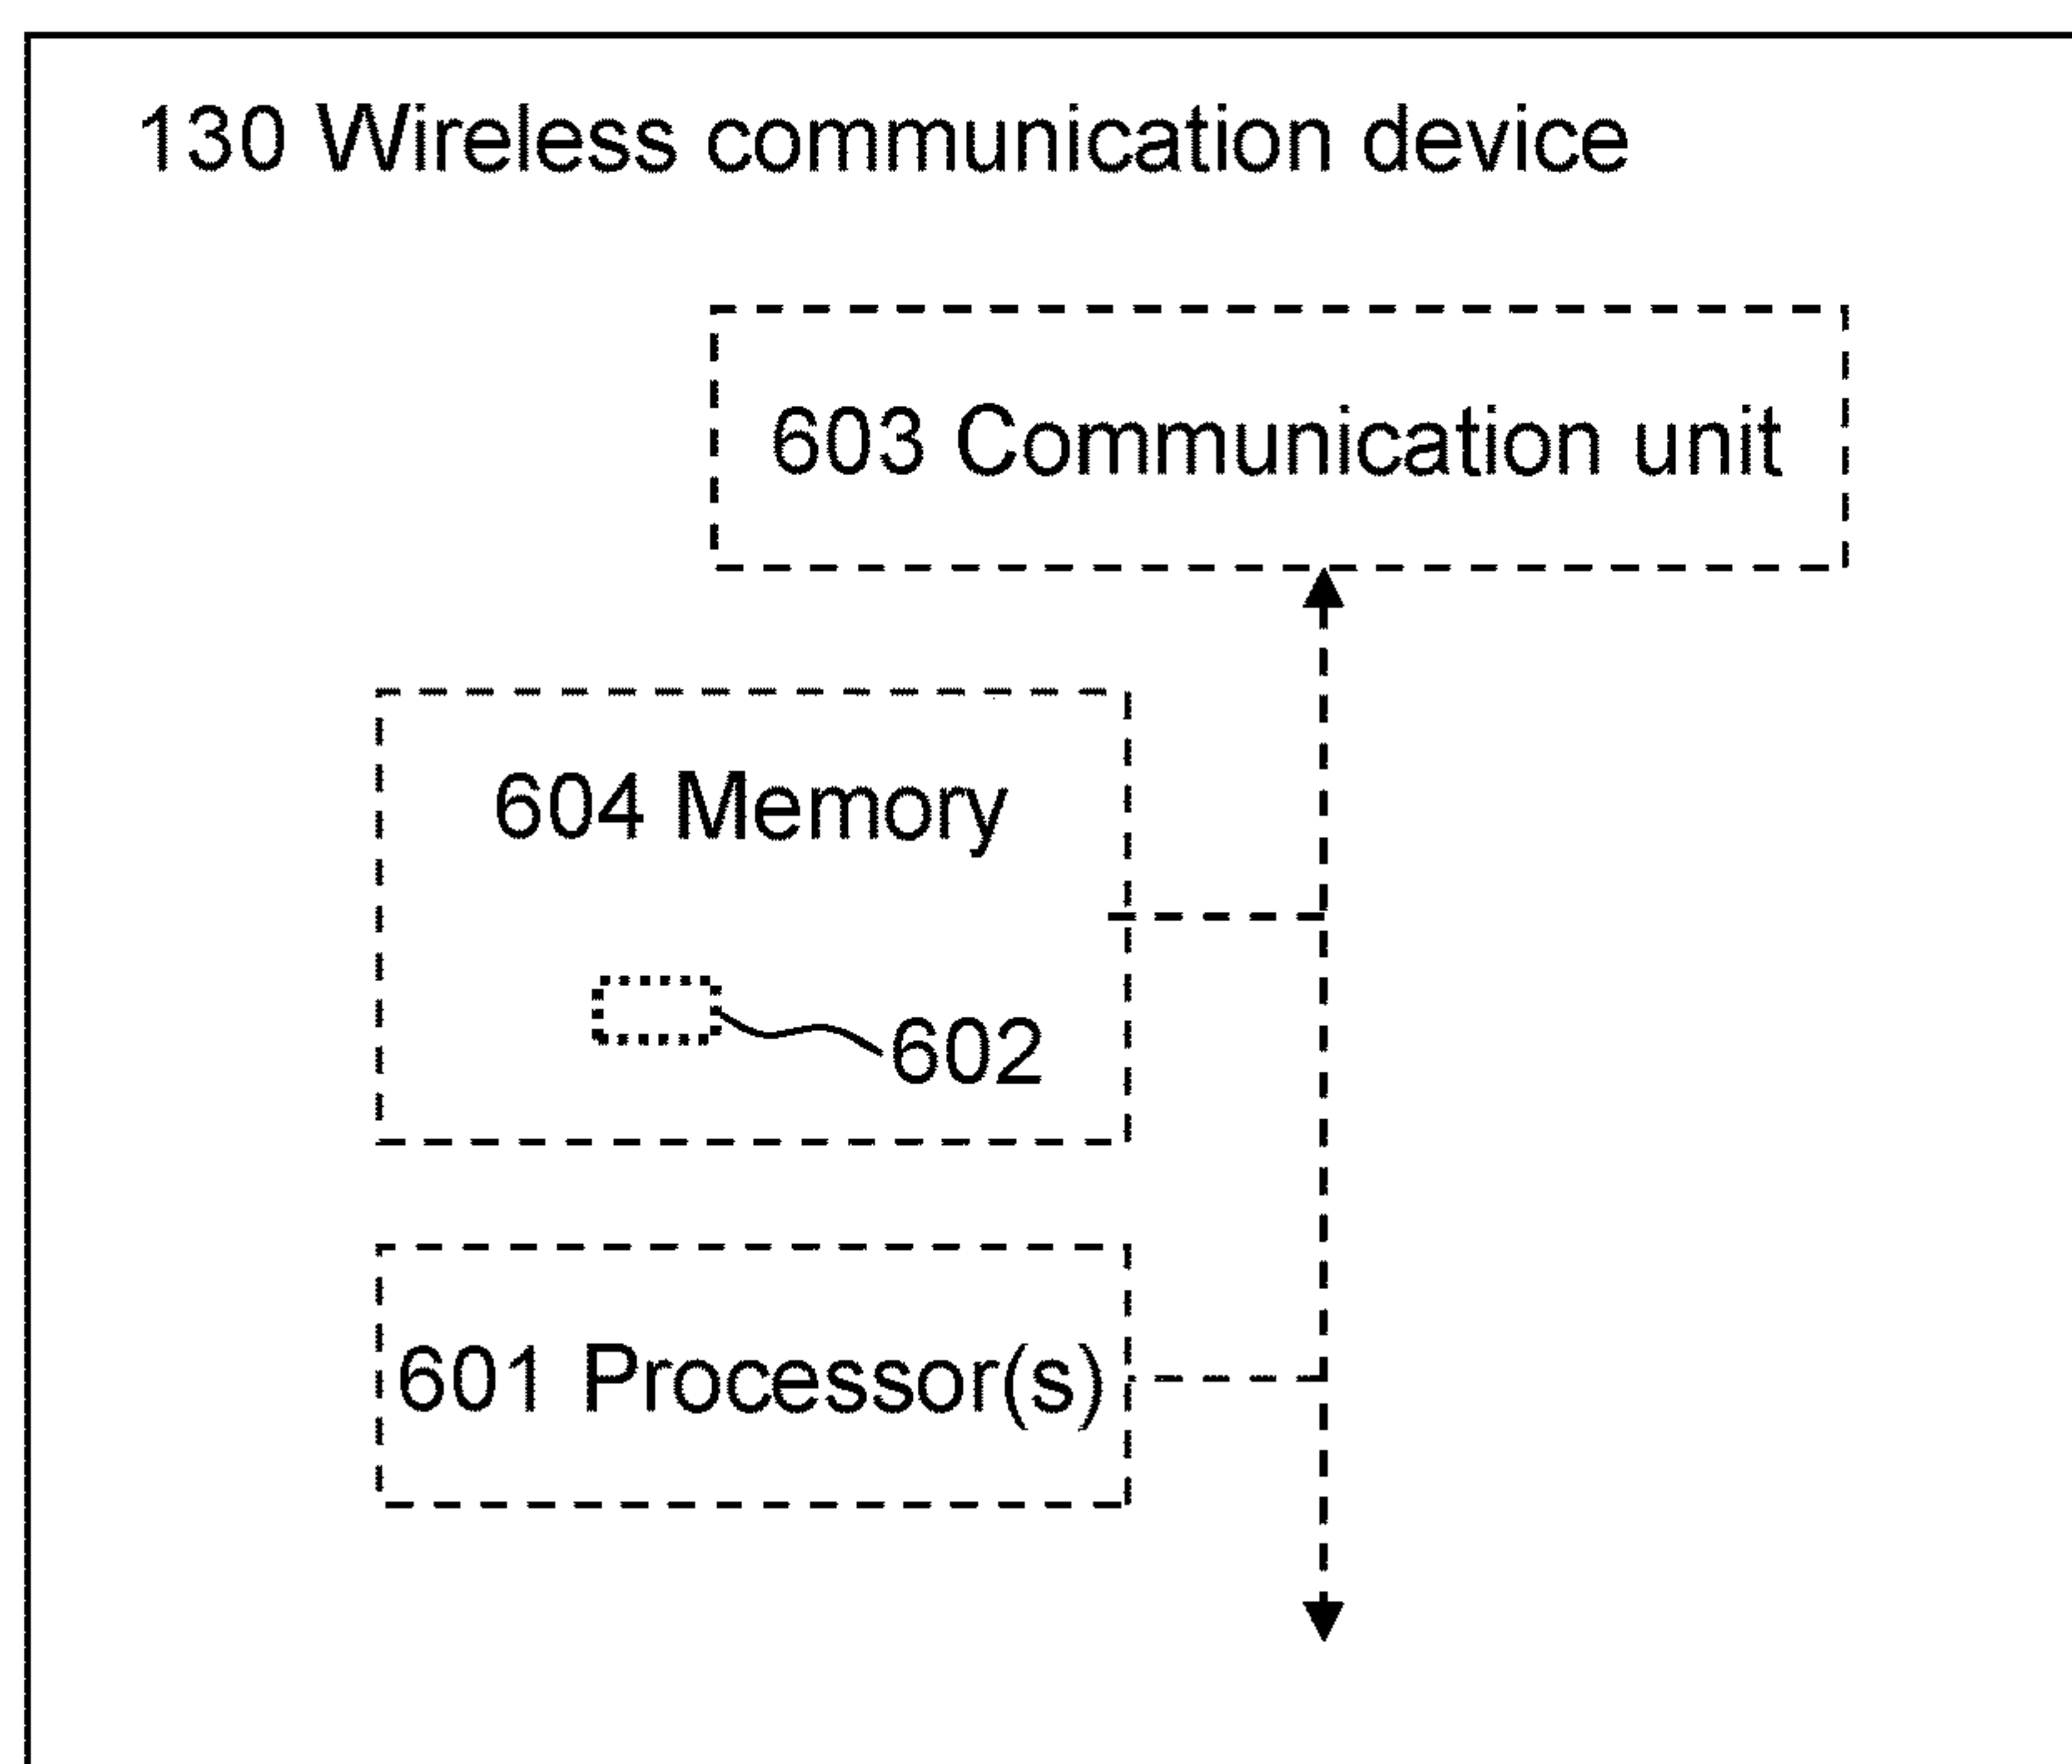 130 Wireless communication device
603 Communication unit
604 Memory
602
601 Processor(s)